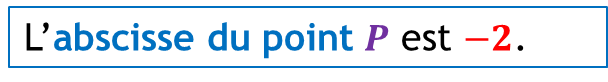 L’abscisse du point P est −2.